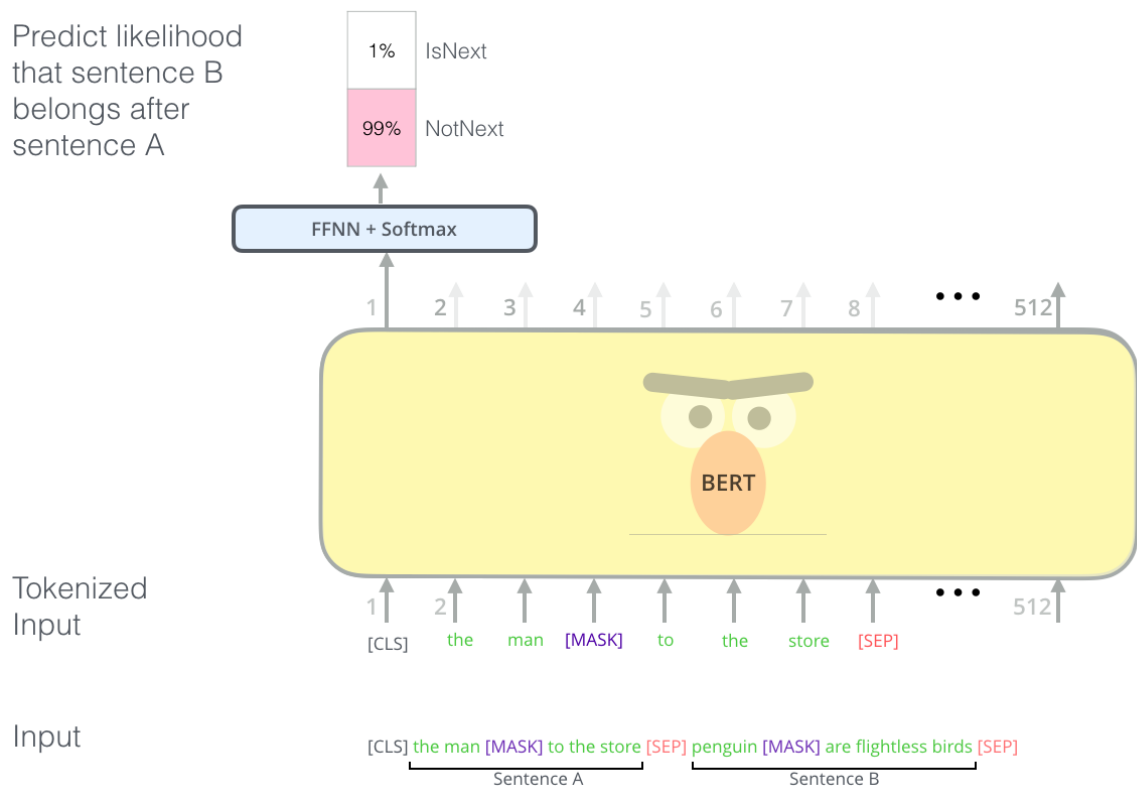 Predict likelihood
that sentence B
belongs after
sentence A
1% IsNext
99% NotNext
FFNN + Softmax
1 2 3 4 5 6 7 8 ••• 512
BERT
Tokenized
Input
1 2 ••• 512
[CLS] the man [MASK] to the store [SEP]
Input
[CLS] the man [MASK] to the store [SEP] penguin [MASK] are flightless birds [SEP]
Sentence A Sentence B